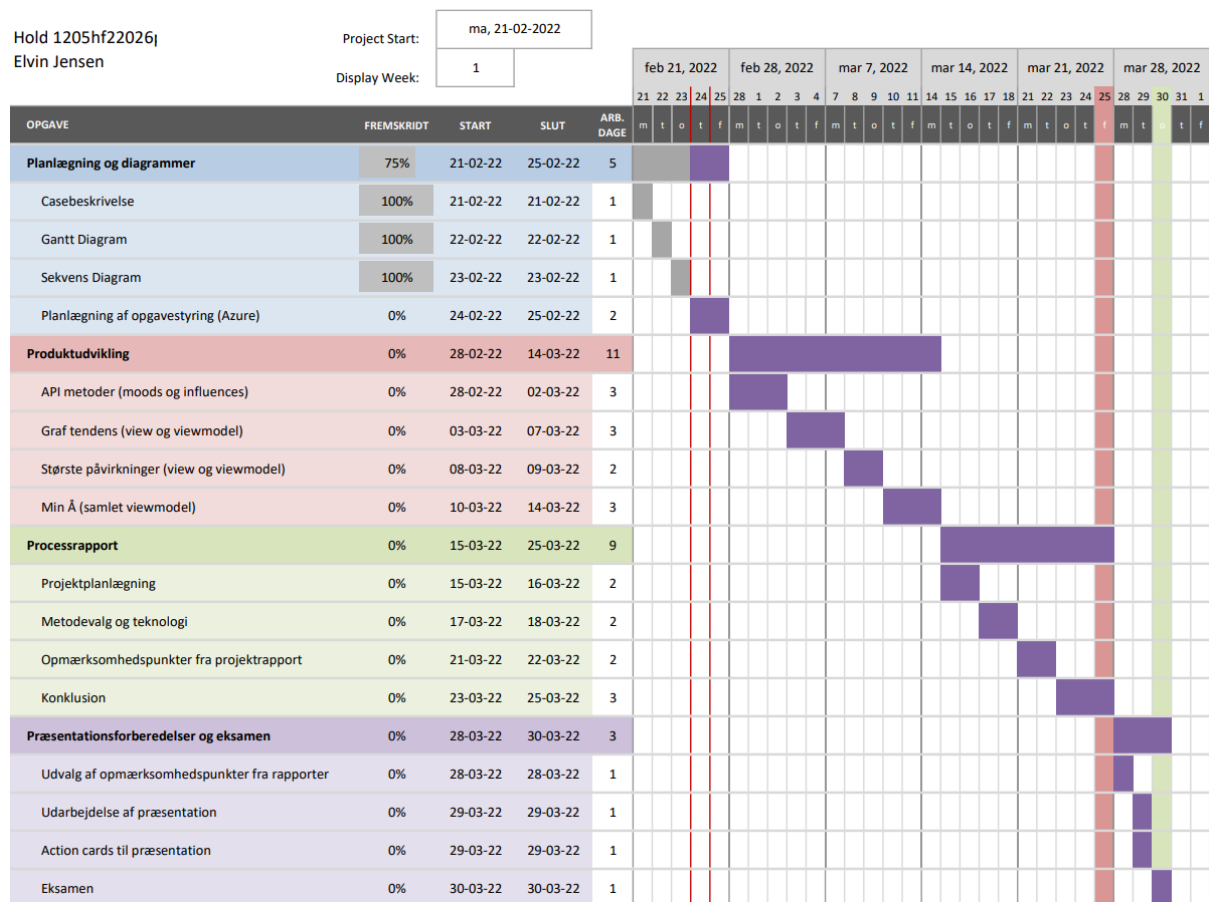 Hold 1205hf22026p
Elvin Jensen
Project Start: ma, 21-02-2022
Display Week: 1
feb 21, 2022 feb 28, 2022 mar 7, 2022 mar 14, 2022 mar 21, 2022 mar 28, 2022
21 22 23 24 25 28 1 2 3 4 7 8 9 10 11 14 15 16 17 18 21 22 23 24 25 28 29 30 31 1
OPGAVE FREMSKRIDT START SLUT ARB. DAGE m t o t f m t o t f m t o t f m t o t f m t o t f m t o t f
Planlægning og diagrammer 75% 21-02-22 25-02-22 5
Casebeskrivelse 100% 21-02-22 21-02-22 1
Gantt Diagram 100% 22-02-22 22-02-22 1
Sekvens Diagram 100% 23-02-22 23-02-22 1
Planlægning af opgavestyring (Azure) 0% 24-02-22 25-02-22 2
Produktudvikling 0% 28-02-22 14-03-22 11
API metoder (moods og influences) 0% 28-02-22 02-03-22 3
Graf tendens (view og viewmodel) 0% 03-03-22 07-03-22 3
Største påvirkninger (view og viewmodel) 0% 08-03-22 09-03-22 2
Min Å (samlet viewmodel) 0% 10-03-22 14-03-22 3
Processrapport 0% 15-03-22 25-03-22 9
Projektplanlægning 0% 15-03-22 16-03-22 2
Metodevalg og teknologi 0% 17-03-22 18-03-22 2
Opmærksomhedspunkter fra projektrapport 0% 21-03-22 22-03-22 2
Konklusion 0% 23-03-22 25-03-22 3
Præsentationsforberedelser og eksamen 0% 28-03-22 30-03-22 3
Udvalg af opmærksomhedspunkter fra rapporter 0% 28-03-22 28-03-22 1
Udarbejdelse af præsentation 0% 29-03-22 29-03-22 1
Action cards til præsentation 0% 29-03-22 29-03-22 1
Eksamen 0% 30-03-22 30-03-22 1